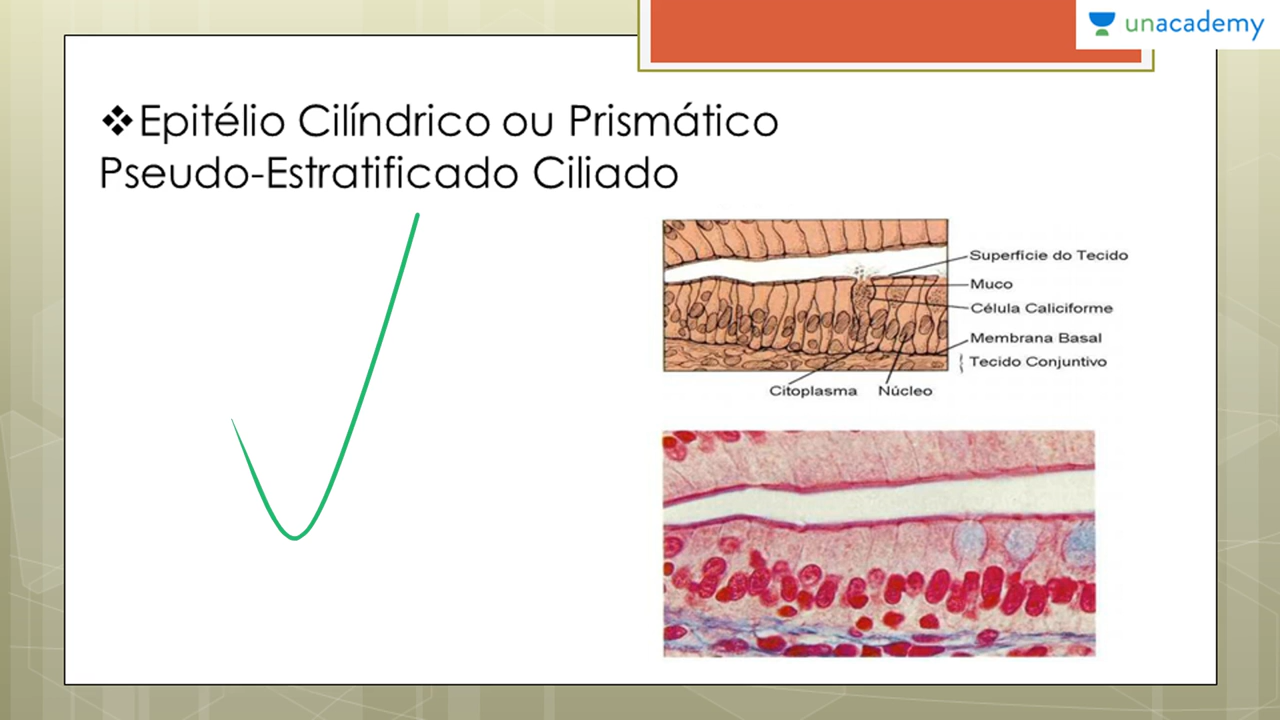 unacademy
❖Epitélio Cilíndrico ou Prismático
Pseudo-Estratificado Ciliado
Superfície do Tecido
Muco
Célula Caliciforme
Membrana Basal
Tecido Conjuntivo
Citoplasma Núcleo